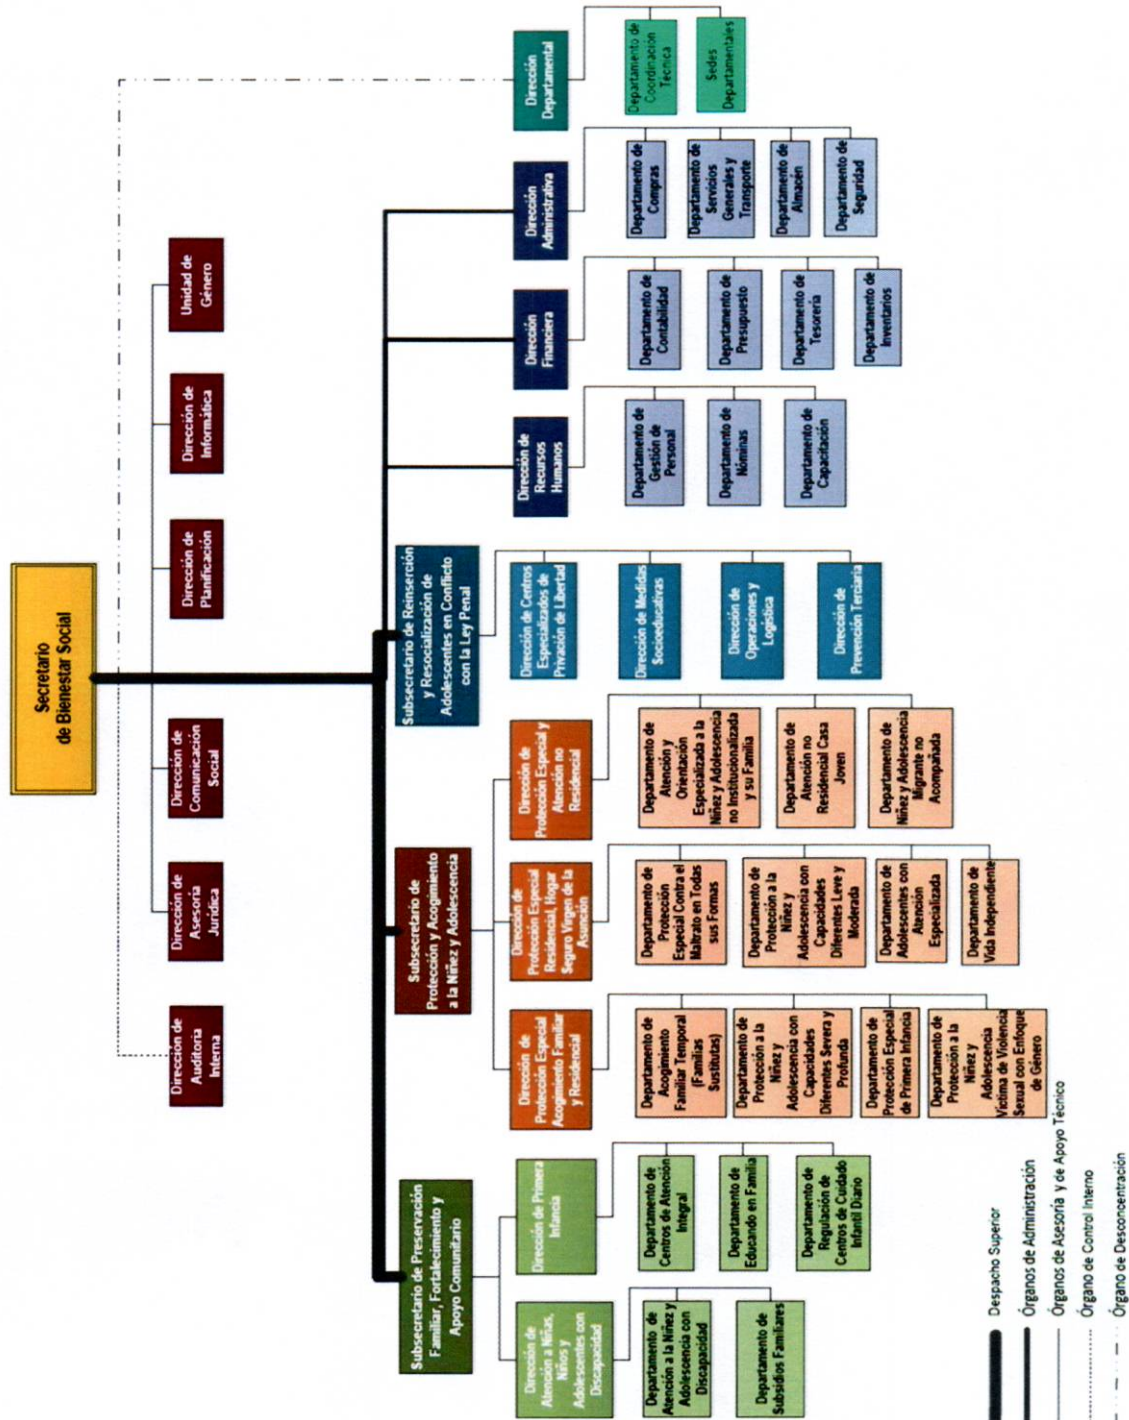 Secretario
de Bienestar Social
Dirección de
Auditoria
Interna
Dirección de
Asesoría
Jurídica
Dirección de
Comunicación
Social
Dirección de
Planificación
Dirección de
Informática
Unidad de
Género
Subsecretario de Preservación
Familiar, Fortalecimiento y
Apoyo Comunitario
Subsecretario de
Protección y Acogimiento
a la Niñez y Adolescencia
Subsecretario de Reinserción
y Resocialización de
Adolescentes en Conflicto
con la Ley Penal
Dirección de
Atención a Niñas,
Niños y
Adolescentes con
Discapacidad
Departamento de
Atención a la Niñez y
Adolescencia con
Discapacidad
Departamento de
Subsidios Familiares
Dirección de Primera
Infancia
Departamento de
Centros de Atención
Integral
Departamento de
Educando en Familia
Departamento de
Regulación de
Centros de Cuidado
Infantil Diario
Dirección de
Protección Especial
Acogimiento Familiar
y Residencial
Departamento de
Acogimiento
Familiar Temporal
(Familias
Sustitutas)
Departamento de
Protección a la
Niñez y
Adolescencia con
Capacidades
Diferentes Severa y
Profunda
Departamento de
Protección Especial
de Primera Infancia
Departamento de
Protección a la
Niñez y
Adolescencia
Víctima de Violencia
Sexual con Enfoque
de Género
Dirección de
Protección Especial
Residencial, Hogar
Seguro Virgen de la
Asunción
Departamento de
Protección
Especial Contra el
Maltrato en Todas
sus Formas
Departamento de
Protección a la
Niñez y
Adolescencia con
Capacidades
Diferentes Leve y
Moderada
Departamento de
Adolescentes con
Atención
Especializada
Departamento de
Vida Independiente
Dirección de
Protección Especial y
Atención no
Residencial
Departamento de
Atención y
Orientación
Especializada a la
Niñez y Adolescencia
no Institucionalizada
y su Familia
Departamento de
Atención no
Residencial Casa
Joven
Departamento de
Niñez y Adolescencia
Migrante no
Acompañada
Dirección de Centros
Especializados de
Privación de Libertad
Dirección de Medidas
Socioeducativas
Dirección de
Operaciones y
Logística
Dirección de
Prevención Terciaria
Dirección de
Recursos
Humanos
Departamento de
Gestión de
Personal
Departamento de
Nóminas
Departamento de
Capacitación
Dirección
Financiera
Departamento de
Contabilidad
Departamento de
Presupuesto
Departamento de
Tesorería
Departamento de
Inventarios
Dirección
Administrativa
Departamento de
Compras
Departamento de
Servicios
Generales y
Transporte
Departamento de
Almacén
Departamento de
Seguridad
Dirección
Departamental
Departamento de
Coordinación
Técnica
Sedes
Departamentales
Despacho Superior
Órganos de Administración
Órganos de Asesoría y de Apoyo Técnico
Órgano de Control Interno
Órgano de Desconcentración